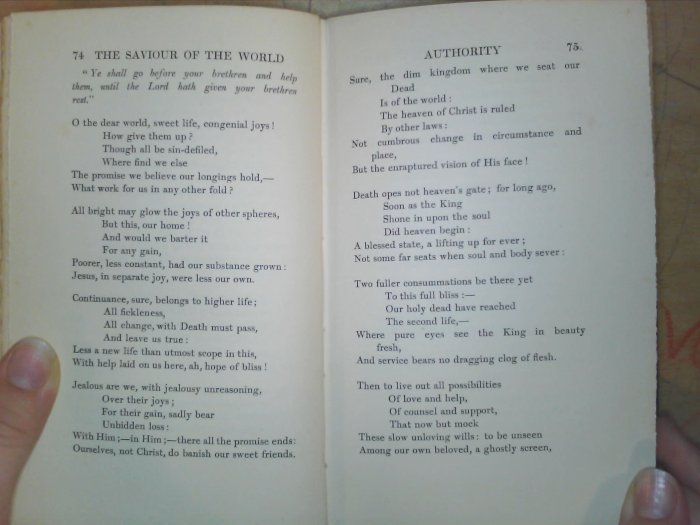 74 THE SAVIOUR OF THE WORLD
"Ye shall go before your brethren and help
them, until the Lord hath given your brethren
rest."
O the dear world, sweet life, congenial joys!
How give them up?
Though all be sin-defiled,
Where find we else
The promise we believe our longings hold,—
What work for us in any other fold?
All bright may glow the joys of other spheres,
But this, our home!
And would we barter it
For any gain,
Poorer, less constant, had our substance grown:
Jesus, in separate joy, were less our own.
Continuance, sure, belongs to higher life;
All fickleness,
All change, with Death must pass,
And leave us true:
Less a new life than utmost scope in this,
With help laid on us here, ah, hope of bliss!
Jealous are we, with jealousy unreasoning,
Over their joys;
For their gain, sadly bear
Unbidden loss:
With Him;—in Him;—there all the promise ends:
Ourselves, not Christ, do banish our sweet friends.
AUTHORITY 75
Sure, the dim kingdom where we seat our
Dead
Is of the world:
The heaven of Christ is ruled
By other laws:
Not cumbrous change in circumstance and
place,
But the enraptured vision of His face!
Death opes not heaven's gate; for long ago,
Soon as the King
Shone in upon the soul
Did heaven begin:
A blessed state, a lifting up for ever;
Not some far seats when soul and body sever:
Two fuller consummations be there yet
To this full bliss:—
Our holy dead have reached
The second life,—
Where pure eyes see the King in beauty
fresh,
And service bears no dragging clog of flesh.
Then to live out all possibilities
Of love and help,
Of counsel and support,
That now but mock
These slow unloving wills: to be unseen
Among our own beloved, a ghostly screen,